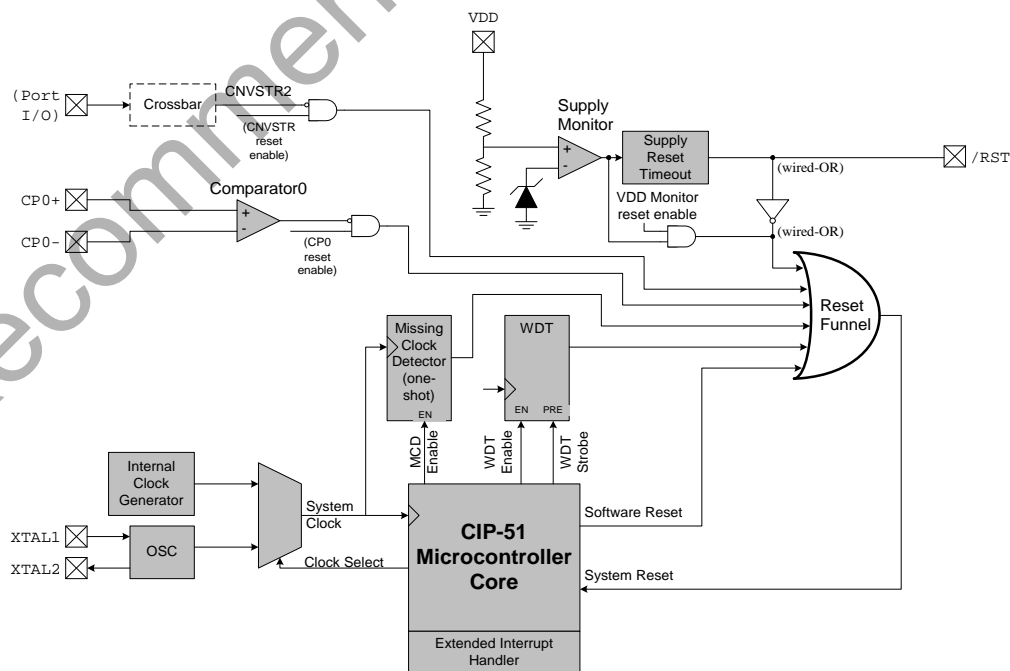 VDD
(Port
I/O)
Crossbar
CNVSTR2
(CNVSTR
reset
enable)
Supply
Monitor
+
-
Supply
Reset
Timeout
(wired-OR)
/RST
VDD Monitor
reset enable
(wired-OR)
CP0+
CP0-
Comparator0
+
-
(CP0
reset
enable)
Reset
Funnel
Missing
Clock
Detector
(one-
shot)
EN
WDT
EN
PRE
MCD
Enable
WDT
Enable
WDT
Strobe
Internal
Clock
Generator
System
Clock
XTAL1
XTAL2
OSC
Clock Select
CIP-51
Microcontroller
Core
Software Reset
System Reset
Extended Interrupt
Handler
ecommen